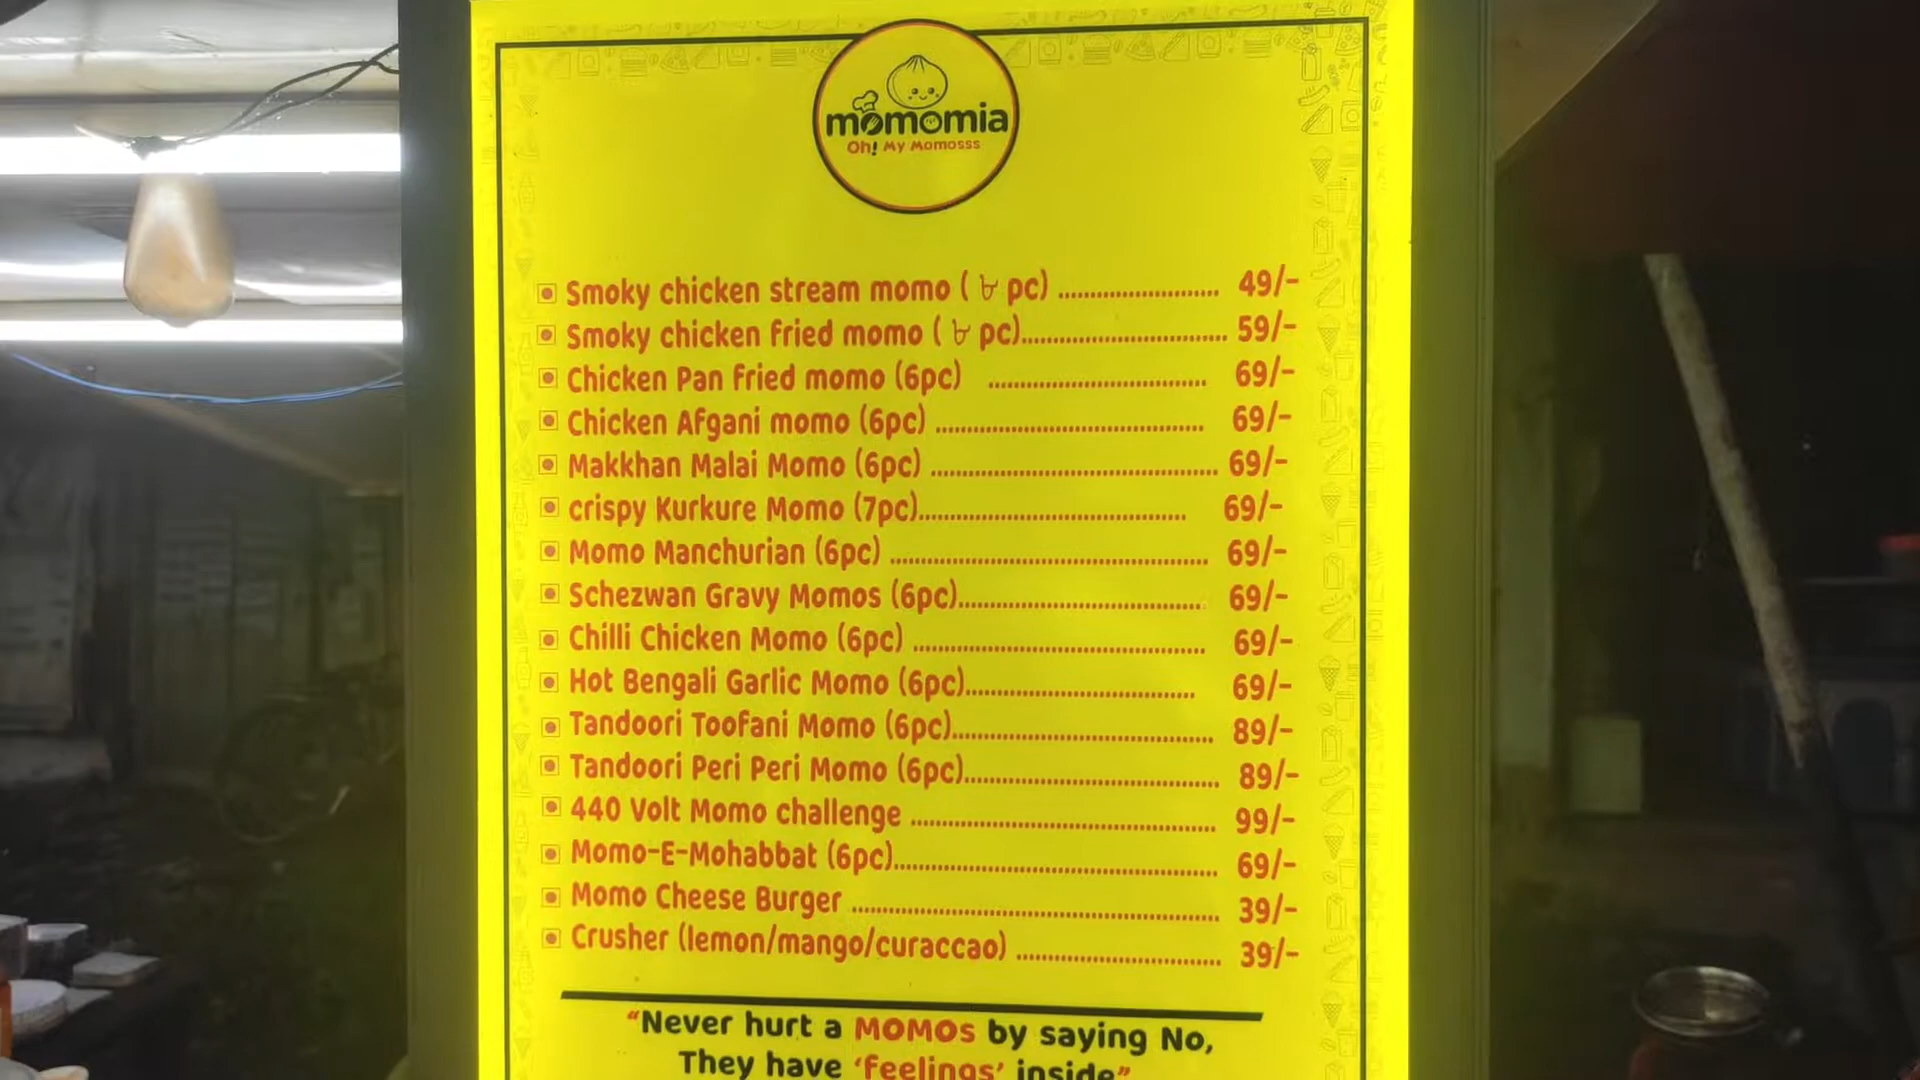 momomia
Oh! My Momosss
Smoky chicken stream momo ( ৮ pc) 49/-
Smoky chicken fried momo ( ৮ pc) 59/-
Chicken Pan fried momo (6pc) 69/-
Chicken Afgani momo (6pc) 69/-
Makkhan Malai Momo (6pc) 69/-
crispy Kurkure Momo (7pc) 69/-
Momo Manchurian (6pc) 69/-
Schezwan Gravy Momos (6pc) 69/-
Chilli Chicken Momo (6pc) 69/-
Hot Bengali Garlic Momo (6pc) 69/-
Tandoori Toofani Momo (6pc) 89/-
Tandoori Peri Peri Momo (6pc) 89/-
440 Volt Momo challenge 99/-
Momo-E-Mohabbat (6pc) 69/-
Momo Cheese Burger 39/-
Crusher (lemon/mango/curaccao) 39/-
"Never hurt a MOMOs by saying No,
They have 'feelings' inside"